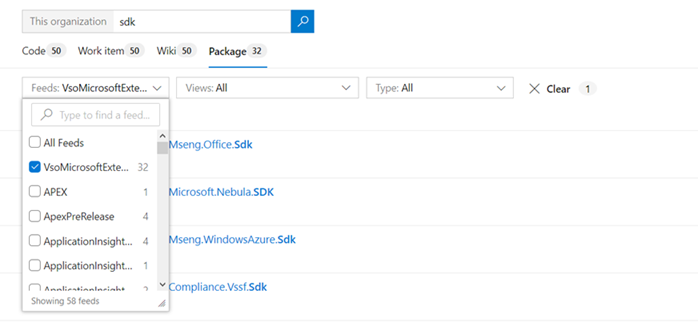 This organization sdk
Code 50 Work item 50 Wiki 50 Package 32
Feeds: VsoMicrosoftExte... Views: All Type: All Clear 1
Type to find a feed...
All Feeds
VsoMicrosoftExte... 32
APEX 1
ApexPreRelease 4
ApplicationInsight... 4
ApplicationInsight... 1
ApplicationInsight... 2
Showing 58 feeds
Mseng.Office.Sdk
Microsoft.Nebula.SDK
Mseng.WindowsAzure.Sdk
Compliance.Vssf.Sdk